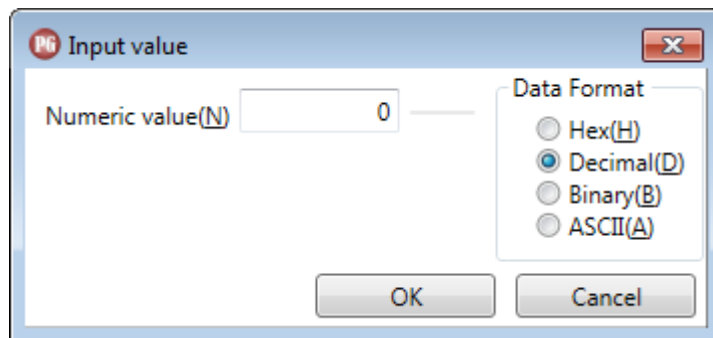 PG Input value
Data Format
Numeric value(N) 0
Hex(H)
Decimal(D)
Binary(B)
ASCII(A)
OK Cancel